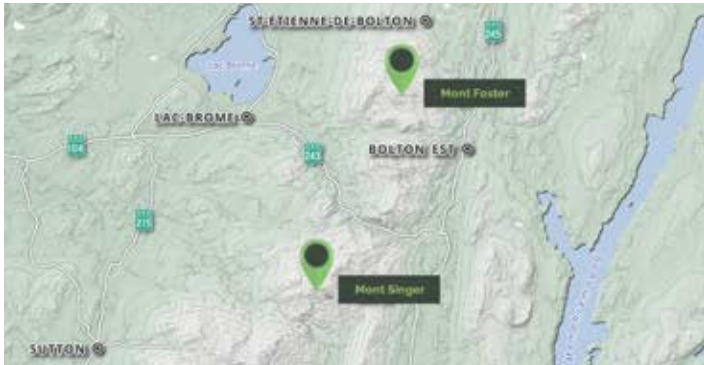 ST-ÉTIENNE-DE-BOLTON
245
Lac Brome
Mont Foster
LAC-BROME
104
243
BOLTON EST
215
Mont Singer
SUTTON